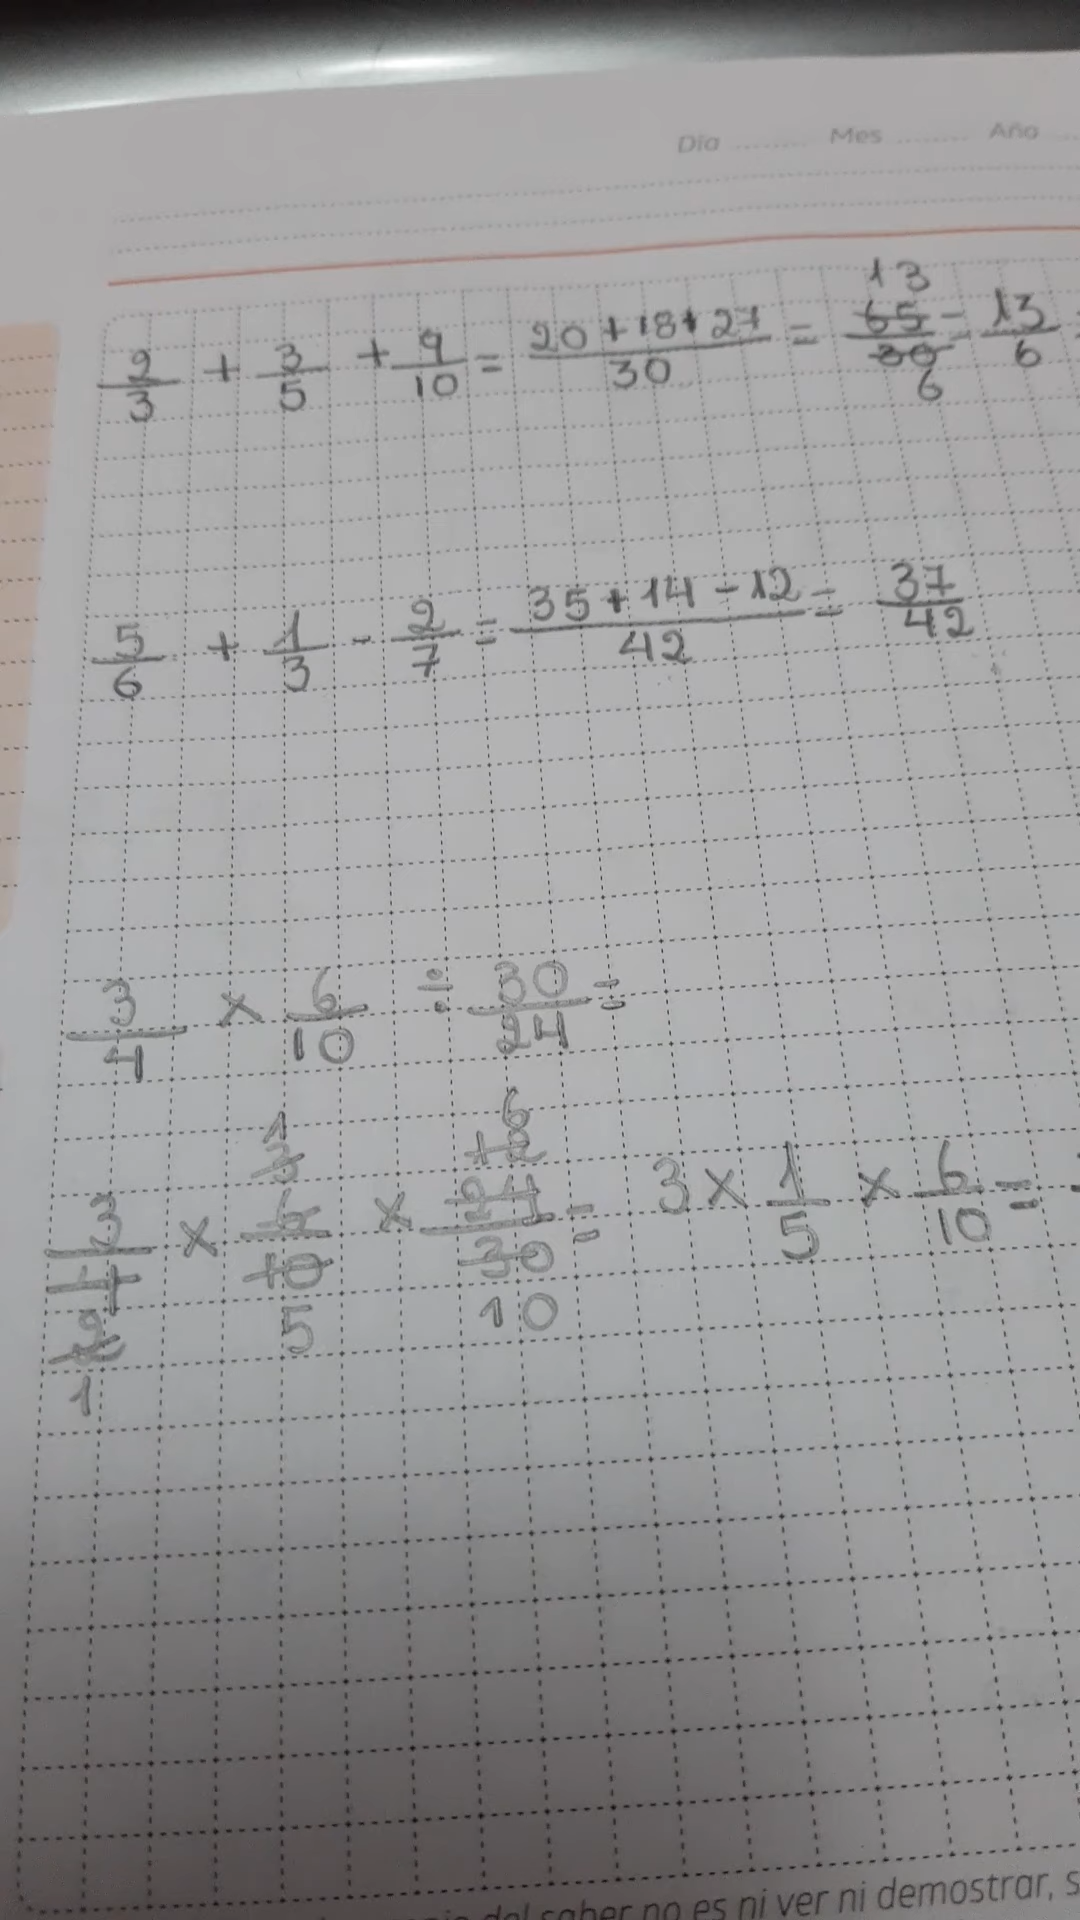 Día ........ Mes ........ Año
2/3 + 3/5 + 9/10 = (20 + 18 + 27)/30 = 65/30 = 13/6
13
6
5/6 + 1/3 - 2/7 = (35 + 14 - 12)/42 = 37/42
3/4 × 6/10 ÷ 30/24 =
1 6
3 12
3/4 × 6/10 × 24/30 = 3 × 1/5 × 6/10 =
2 5 10
1
del saber no es ni ver ni demostrar, s